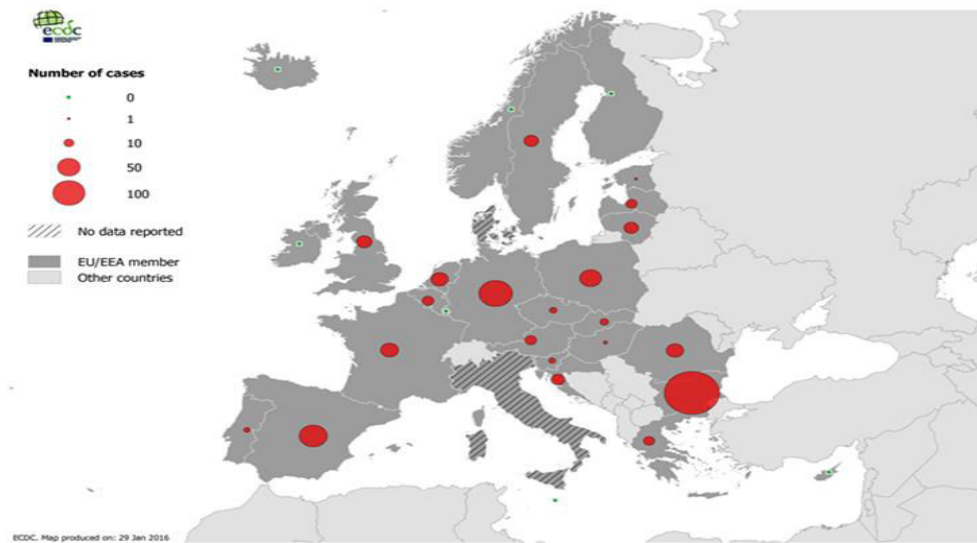 ecdc
Number of cases
0
1
10
50
100
No data reported
EU/EEA member
Other countries
ECDC. Map produced on: 29 Jan 2016